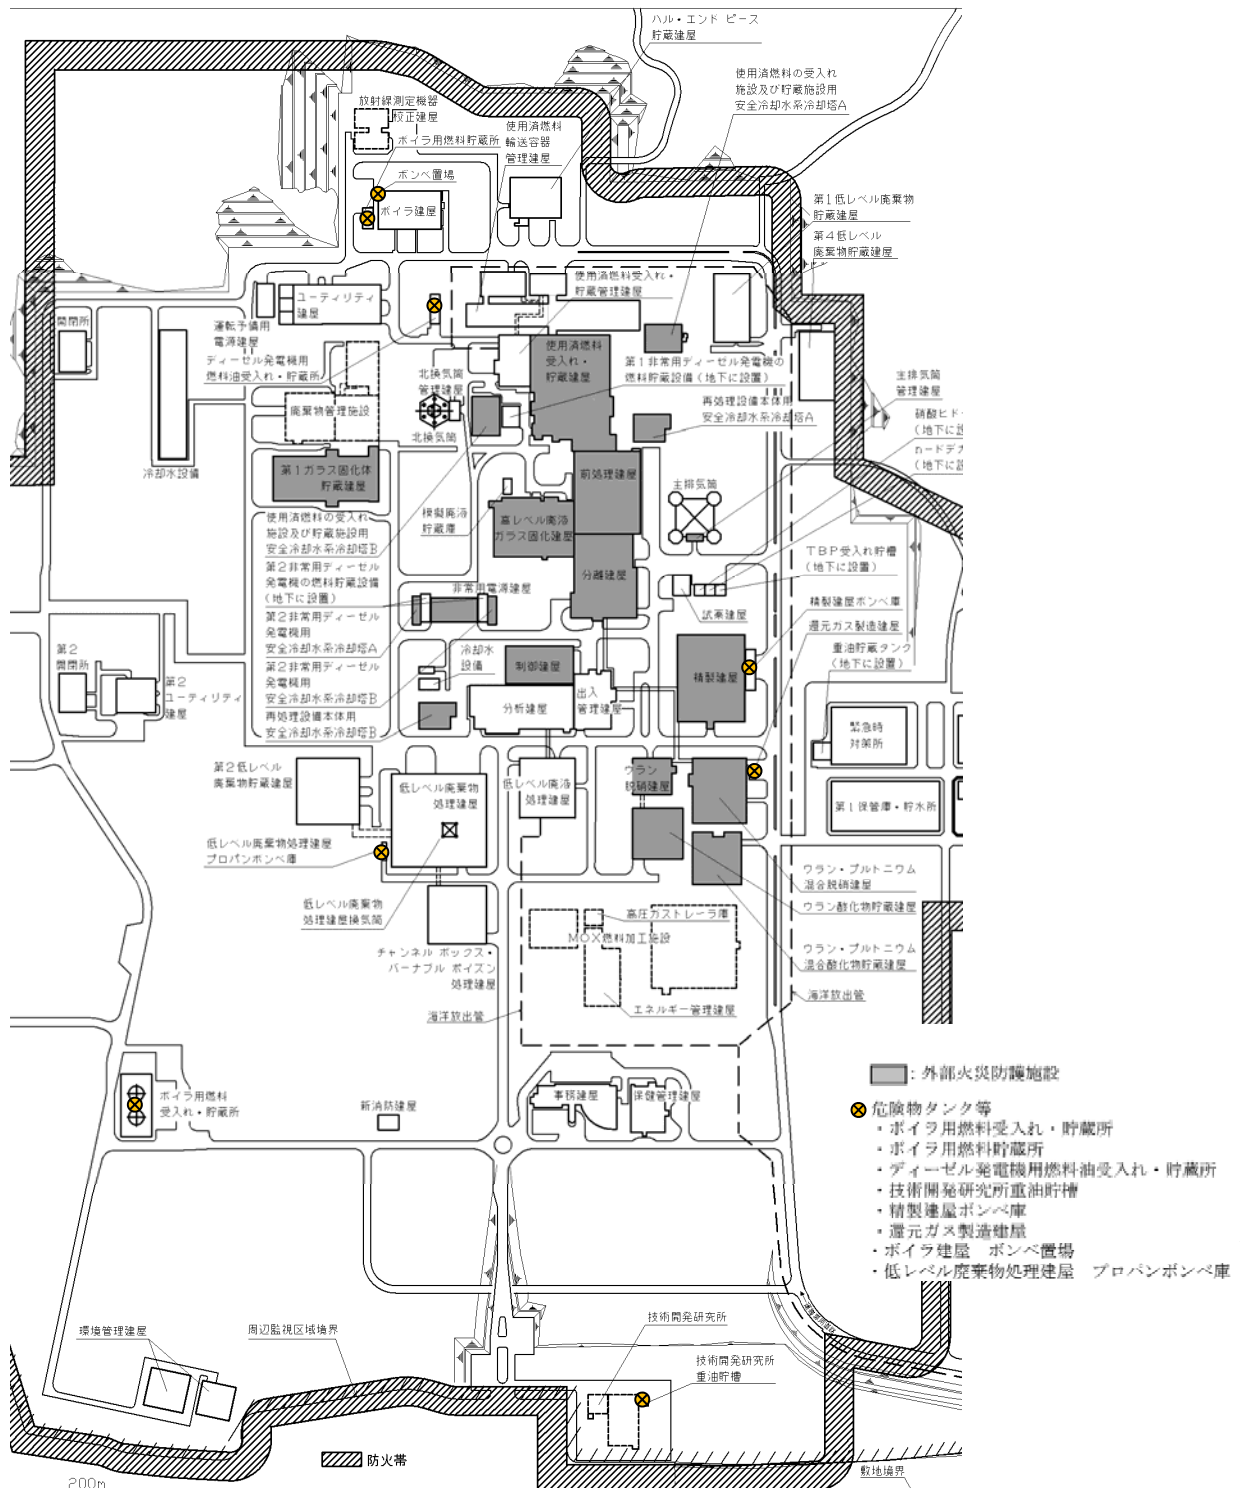 ハル・エンド ピース
貯蔵建屋
使用済燃料の受入れ
施設及び貯蔵施設用
安全冷却水系冷却塔A
放射線測定機器
校正建屋
使用済燃料
輸送容器
管理建屋
ボイラ用燃料貯蔵所
ボンベ置場
ボイラ建屋
第1低レベル廃棄物
貯蔵建屋
第4低レベル
廃棄物貯蔵建屋
使用済燃料受入れ・
貯蔵管理建屋
ユーティリティ
建屋
開閉所
運転予備用
電源建屋
ディーゼル発電機用
燃料油受入れ・貯蔵所
使用済燃料
受入れ・
貯蔵建屋
第1非常用ディーゼル発電機の
燃料貯蔵設備(地下に設置)
北換気筒
管理建屋
主排気筒
管理建屋
再処理設備本体用
安全冷却水系冷却塔A
廃棄物管理施設
北換気筒
硝酸ヒド
(地下に設
n−ドデカ
(地下に設
冷却水設備
第1ガラス固化体
貯蔵建屋
前処理建屋
主排気筒
使用済燃料の受入れ
施設及び貯蔵施設用
安全冷却水系冷却塔B
模擬廃液
貯蔵庫
高レベル廃液
ガラス固化建屋
TBP受入れ貯槽
(地下に設置)
第2非常用ディーゼル
発電機の燃料貯蔵設備
(地下に設置)
非常用電源建屋
分離建屋
試薬建屋
精製建屋ボンベ庫
第2非常用ディーゼル
発電機用
安全冷却水系冷却塔A
還元ガス製造建屋
重油貯蔵タンク
(地下に設置)
第2
開閉所
第2
ユーティリティ
建屋
冷却水
設備
第2非常用ディーゼル
発電機用
安全冷却水系冷却塔B
制御建屋
精製建屋
出入
管理建屋
分析建屋
再処理設備本体用
安全冷却水系冷却塔B
緊急時
対策所
第2低レベル
廃棄物貯蔵建屋
低レベル廃棄物
処理建屋
低レベル廃液
処理建屋
ウラン
脱硝建屋
第1保管庫・貯水所
低レベル廃棄物処理建屋
プロパンボンベ庫
ウラン・プルトニウム
混合脱硝建屋
ウラン酸化物貯蔵建屋
低レベル廃棄物
処理建屋換気筒
高圧ガストレーラ庫
MOX燃料加工施設
チャンネル ボックス・
バーナブル ポイズン
処理建屋
ウラン・プルトニウム
混合酸化物貯蔵建屋
海洋放出管
海洋放出管
エネルギー管理建屋
:外部火災防護施設
ボイラ用燃料
受入れ・貯蔵所
新消防建屋
事務建屋
保健管理建屋
危険物タンク等
・ボイラ用燃料受入れ・貯蔵所
・ボイラ用燃料貯蔵所
・ディーゼル発電機用燃料油受入れ・貯蔵所
・技術開発研究所重油貯槽
・精製建屋ボンベ庫
・還元ガス製造建屋
・ボイラ建屋 ボンベ置場
・低レベル廃棄物処理建屋 プロパンボンベ庫
環境管理建屋
周辺監視区域境界
技術開発研究所
技術開発研究所
重油貯槽
防火帯
敷地境界
200m